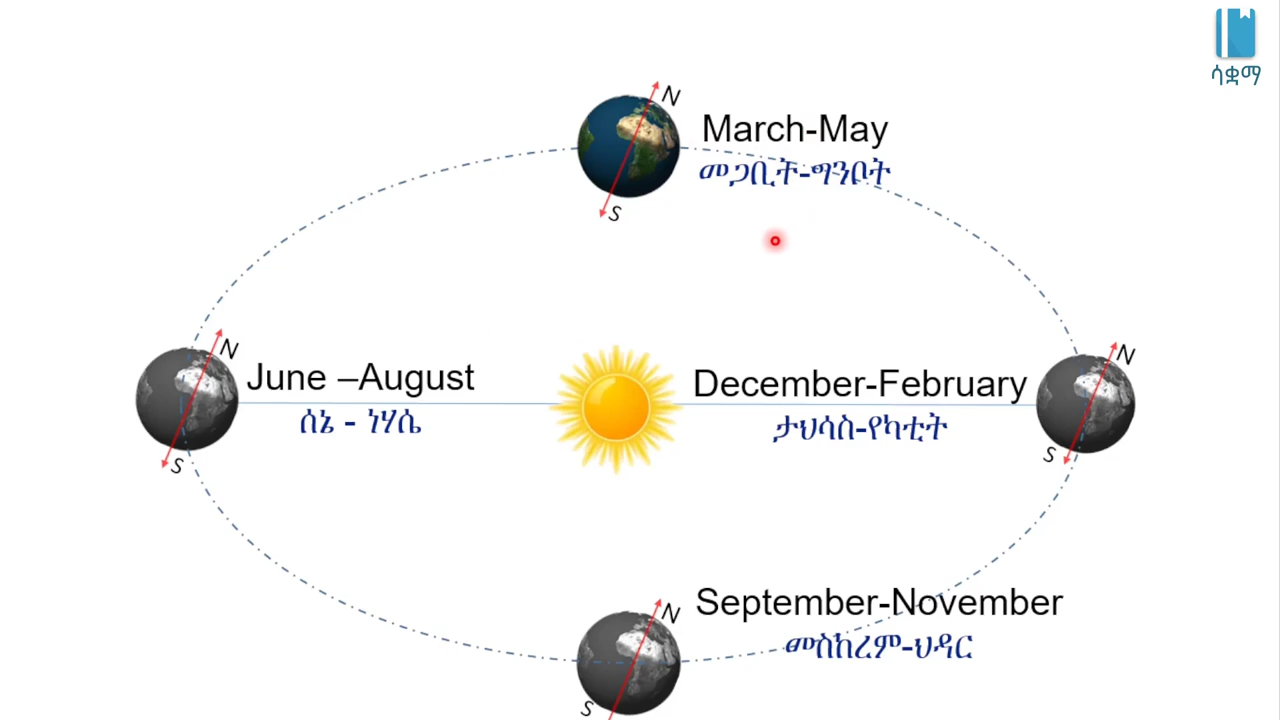 ሳቋማ
N
March-May
መጋቢት-ግንቦት
S
N
June –August
ሰኔ - ነሃሴ
S
N
December-February
ታህሳስ-የካቲት
S
N
September-November
መስከረም-ህዳር
S